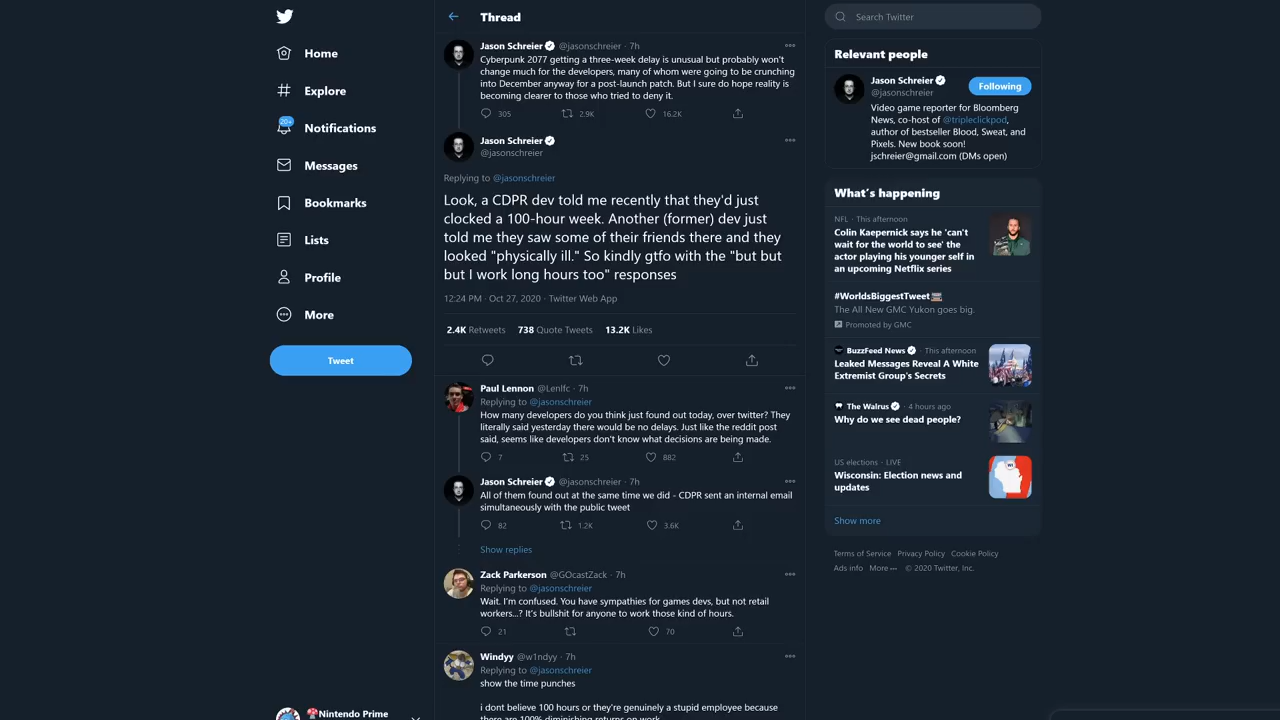 Home
Explore
20+
Notifications
Messages
Bookmarks
Lists
Profile
More
Tweet
Nintendo Prime
Thread
Jason Schreier @jasonschreier · 7h
Cyberpunk 2077 getting a three-week delay is unusual but probably won't
change much for the developers, many of whom were going to be crunching
into December anyway for a post-launch patch. But I sure do hope reality is
becoming clearer to those who tried to deny it.
305 2.9K 16.2K
Jason Schreier
@jasonschreier
Replying to @jasonschreier
Look, a CDPR dev told me recently that they'd just
clocked a 100-hour week. Another (former) dev just
told me they saw some of their friends there and they
looked "physically ill." So kindly gtfo with the "but but
but I work long hours too" responses
12:24 PM · Oct 27, 2020 · Twitter Web App
2.4K Retweets 738 Quote Tweets 13.2K Likes
Paul Lennon @Lenlfc · 7h
Replying to @jasonschreier
How many developers do you think just found out today, over twitter? They
literally said yesterday there would be no delays. Just like the reddit post
said, seems like developers don't know what decisions are being made.
7 25 882
Jason Schreier @jasonschreier · 7h
All of them found out at the same time we did - CDPR sent an internal email
simultaneously with the public tweet
82 1.2K 3.6K
Show replies
Zack Parkerson @GOcastZack · 7h
Replying to @jasonschreier
Wait. I'm confused. You have sympathies for games devs, but not retail
workers...? It's bullshit for anyone to work those kind of hours.
21 70
Windyy @w1ndyy · 7h
Replying to @jasonschreier
show the time punches
i dont believe 100 hours or they're genuinely a stupid employee because
there are 100% diminishing returns on work
Search Twitter
Relevant people
Jason Schreier
@jasonschreier
Following
Video game reporter for Bloomberg
News, co-host of @tripleclickpod,
author of bestseller Blood, Sweat, and
Pixels. New book soon!
jschreier@gmail.com (DMs open)
What's happening
NFL · This afternoon
Colin Kaepernick says he 'can't
wait for the world to see' the
actor playing his younger self in
an upcoming Netflix series
#WorldsBiggestTweet
The All New GMC Yukon goes big.
Promoted by GMC
BuzzFeed News · This afternoon
Leaked Messages Reveal A White
Extremist Group's Secrets
The Walrus · 4 hours ago
Why do we see dead people?
US elections · LIVE
Wisconsin: Election news and
updates
Show more
Terms of Service Privacy Policy Cookie Policy
Ads info More © 2020 Twitter, Inc.